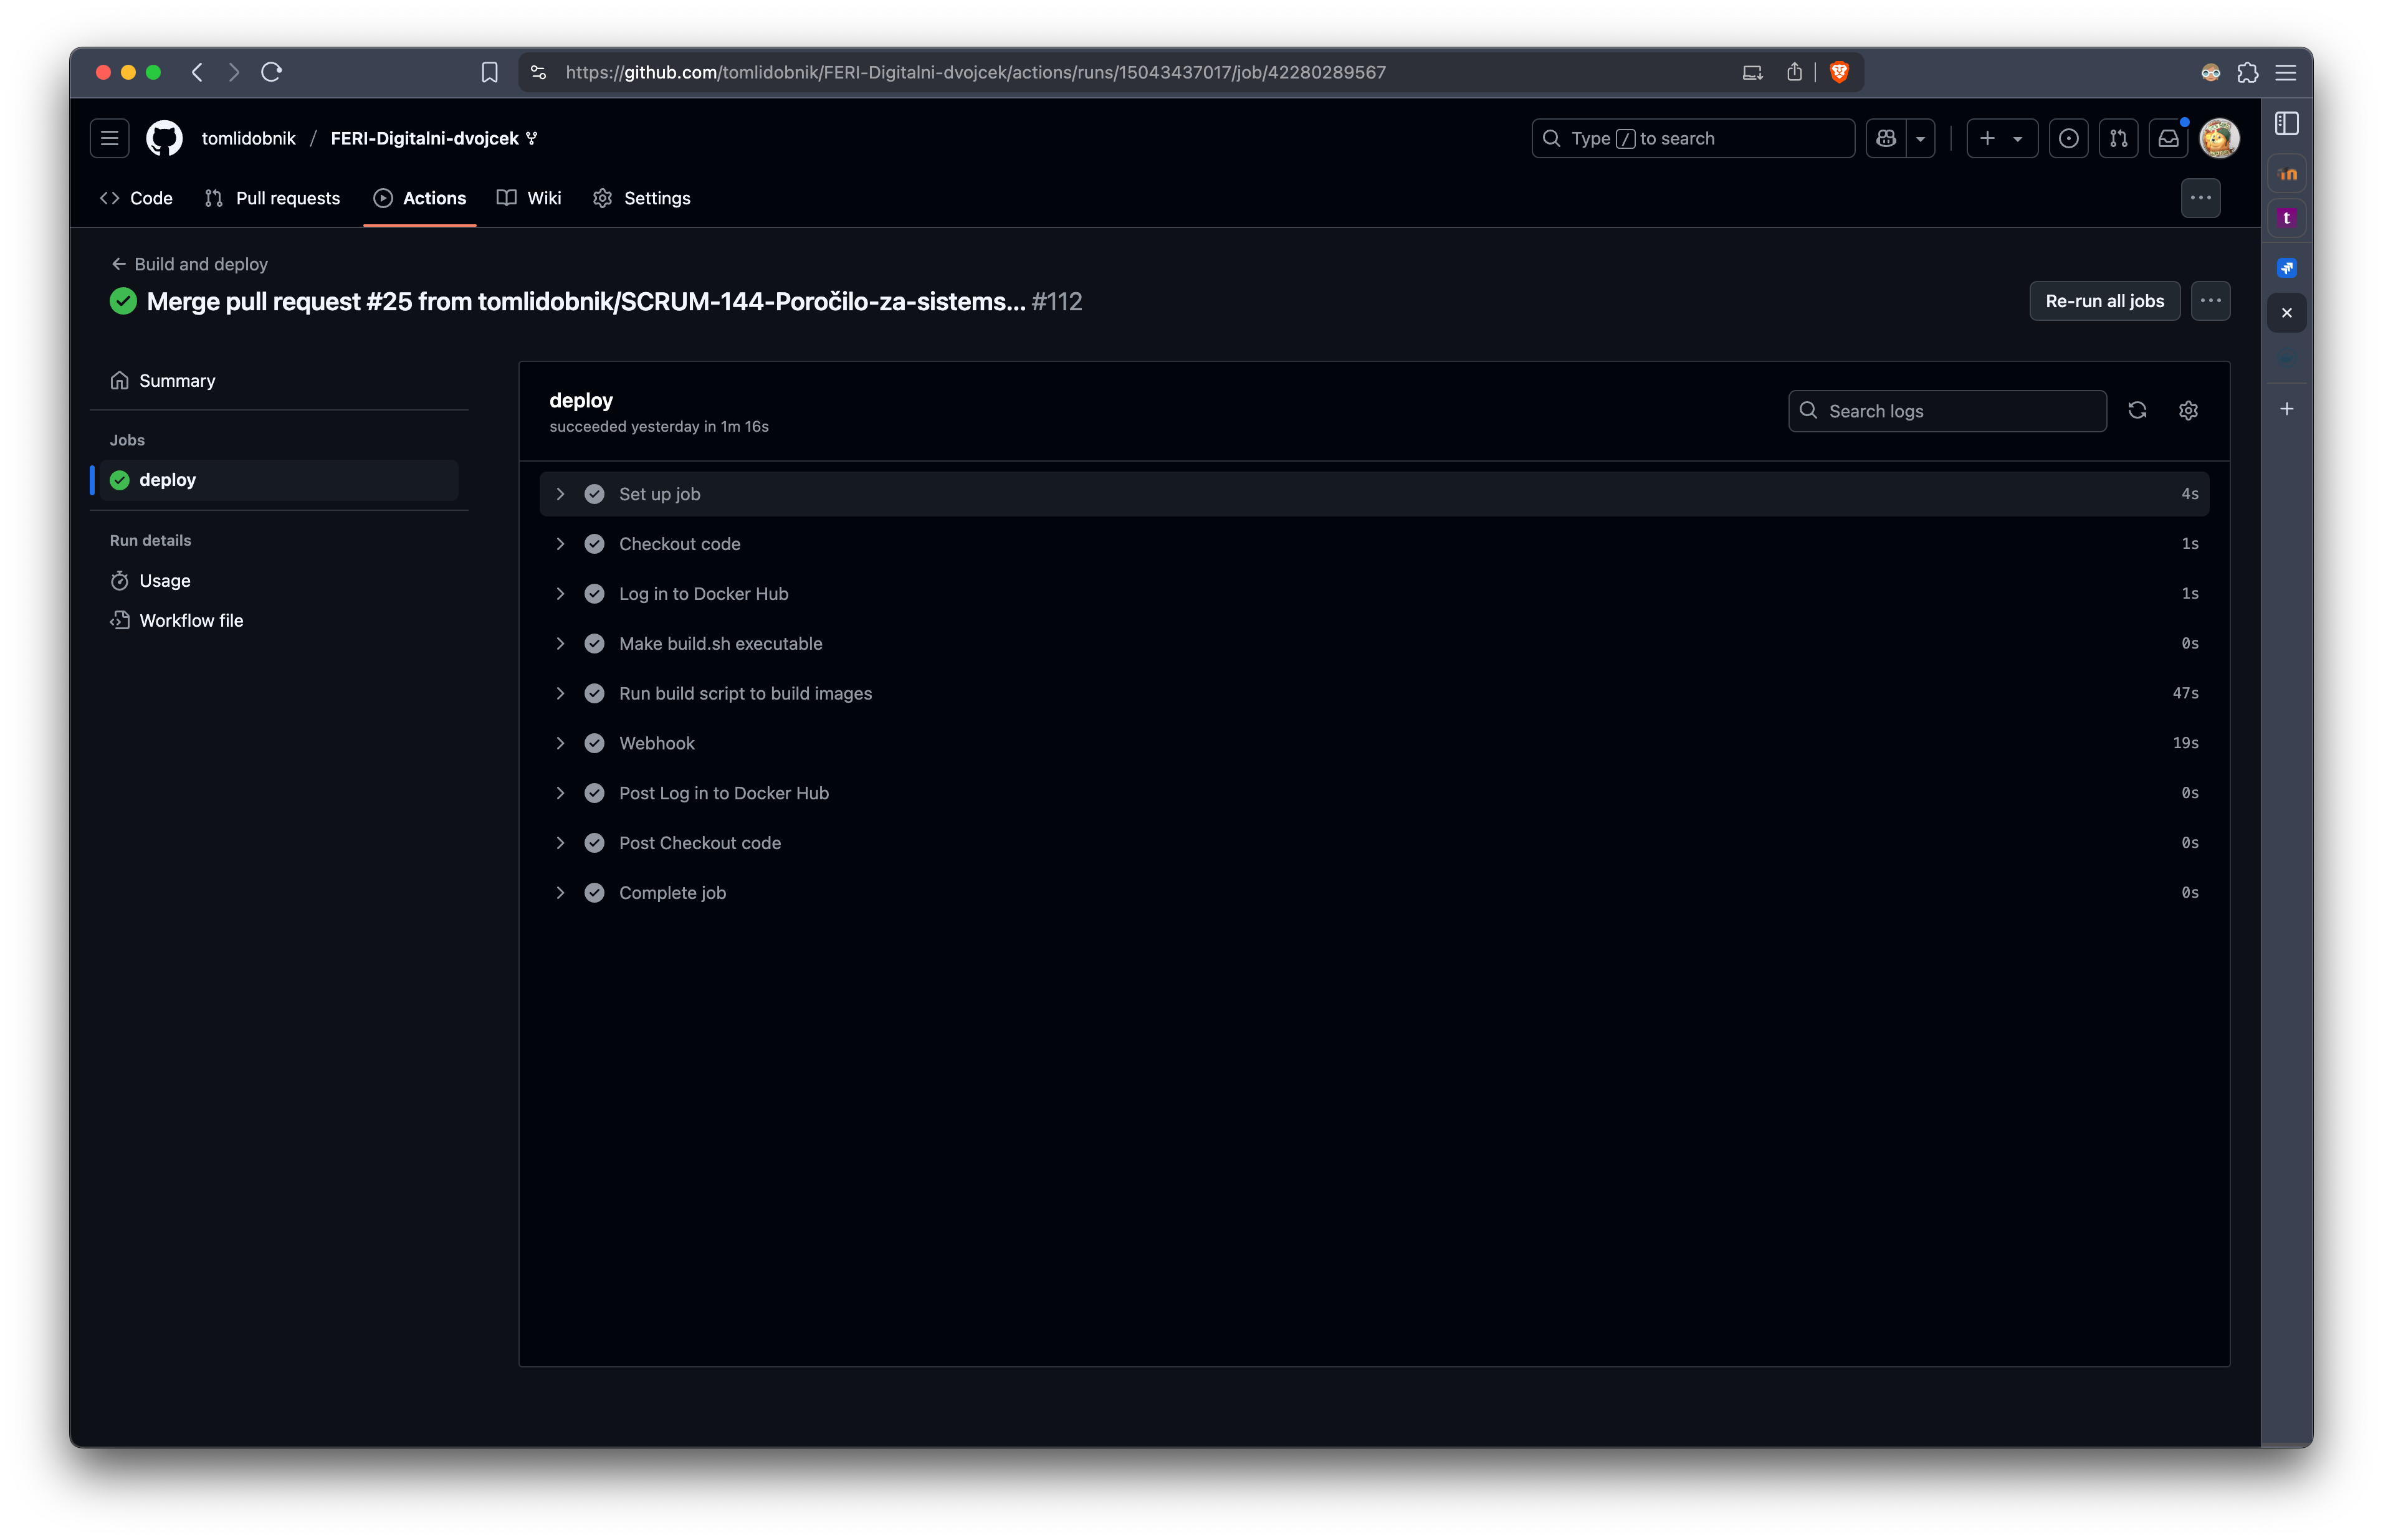 https://github.com/tomlidobnik/FERI-Digitalni-dvojcek/actions/runs/15043437017/job/42280289567
tomlidobnik / FERI-Digitalni-dvojcek
Type / to search
Code
Pull requests
Actions
Wiki
Settings
Build and deploy
Merge pull request #25 from tomlidobnik/SCRUM-144-Poročilo-za-sistems... #112
Re-run all jobs
Summary
Jobs
deploy
Run details
Usage
Workflow file
deploy
succeeded yesterday in 1m 16s
Search logs
Set up job 4s
Checkout code 1s
Log in to Docker Hub 1s
Make build.sh executable 0s
Run build script to build images 47s
Webhook 19s
Post Log in to Docker Hub 0s
Post Checkout code 0s
Complete job 0s
t